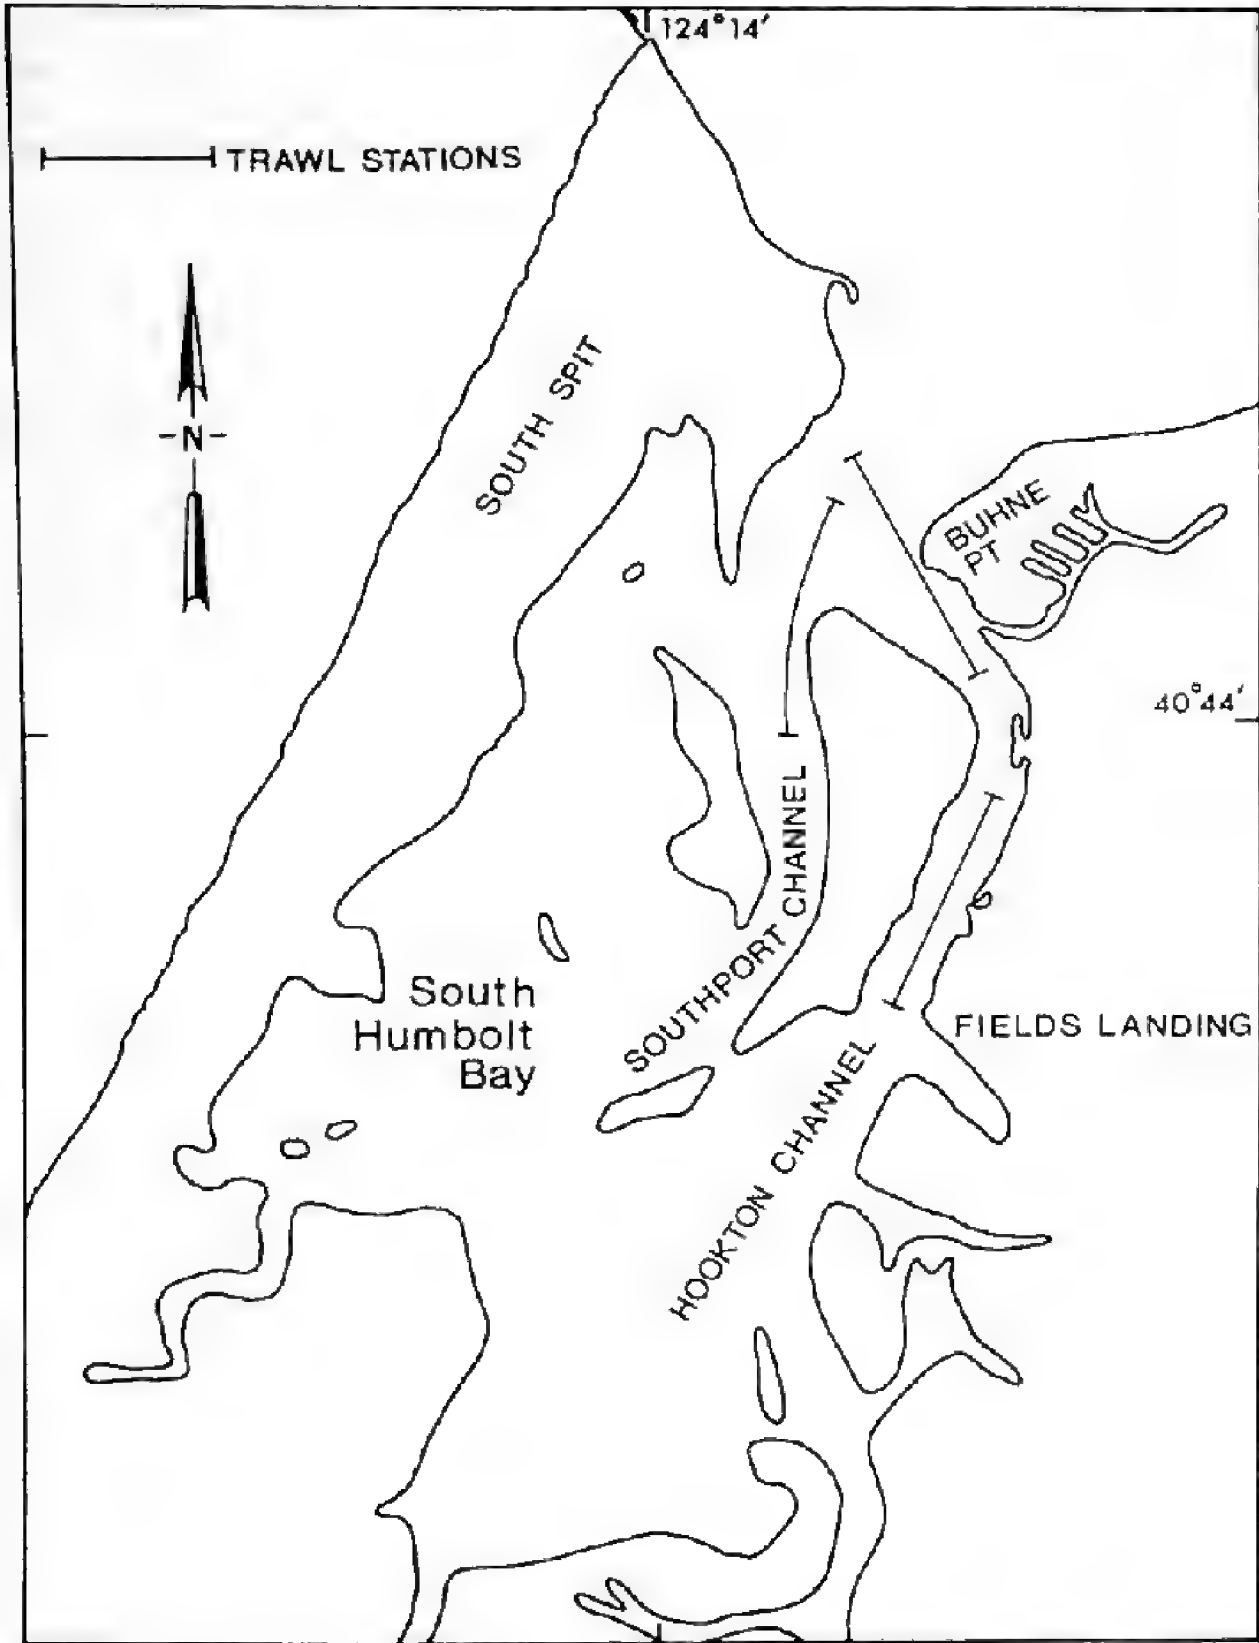 124°14'
TRAWL STATIONS
-N-
SOUTH SPIT
BUHNE
PT
40°44'
SOUTHPORT CHANNEL
South
Humbolt
Bay
FIELDS LANDING
HOOKTON CHANNEL